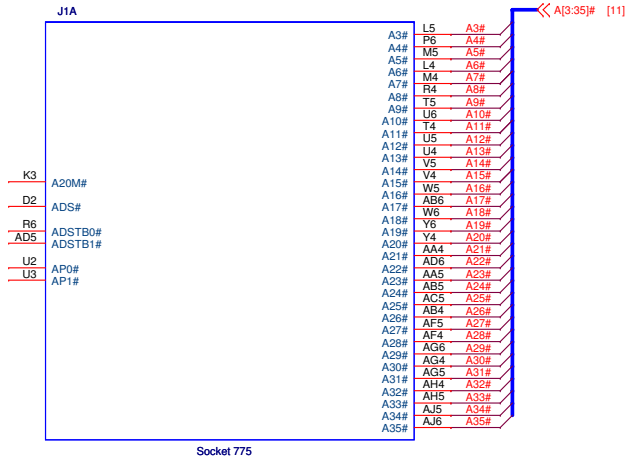 J1A
A[3:35]# [11]
A3# L5 A3#
A4# P6 A4#
A5# M5 A5#
A6# L4 A6#
A7# M4 A7#
A8# R4 A8#
A9# T5 A9#
A10# U6 A10#
A11# T4 A11#
A12# U5 A12#
A13# U4 A13#
A14# V5 A14#
K3 A20M# A15# V4 A15#
A16# W5 A16#
D2 ADS# A17# AB6 A17#
A18# W6 A18#
R6 ADSTB0# A19# Y6 A19#
AD5 ADSTB1# A20# Y4 A20#
A21# AA4 A21#
U2 AP0# A22# AD6 A22#
U3 AP1# A23# AA5 A23#
A24# AB5 A24#
A25# AC5 A25#
A26# AB4 A26#
A27# AF5 A27#
A28# AF4 A28#
A29# AG6 A29#
A30# AG4 A30#
A31# AG5 A31#
A32# AH4 A32#
A33# AH5 A33#
A34# AJ5 A34#
A35# AJ6 A35#
Socket 775